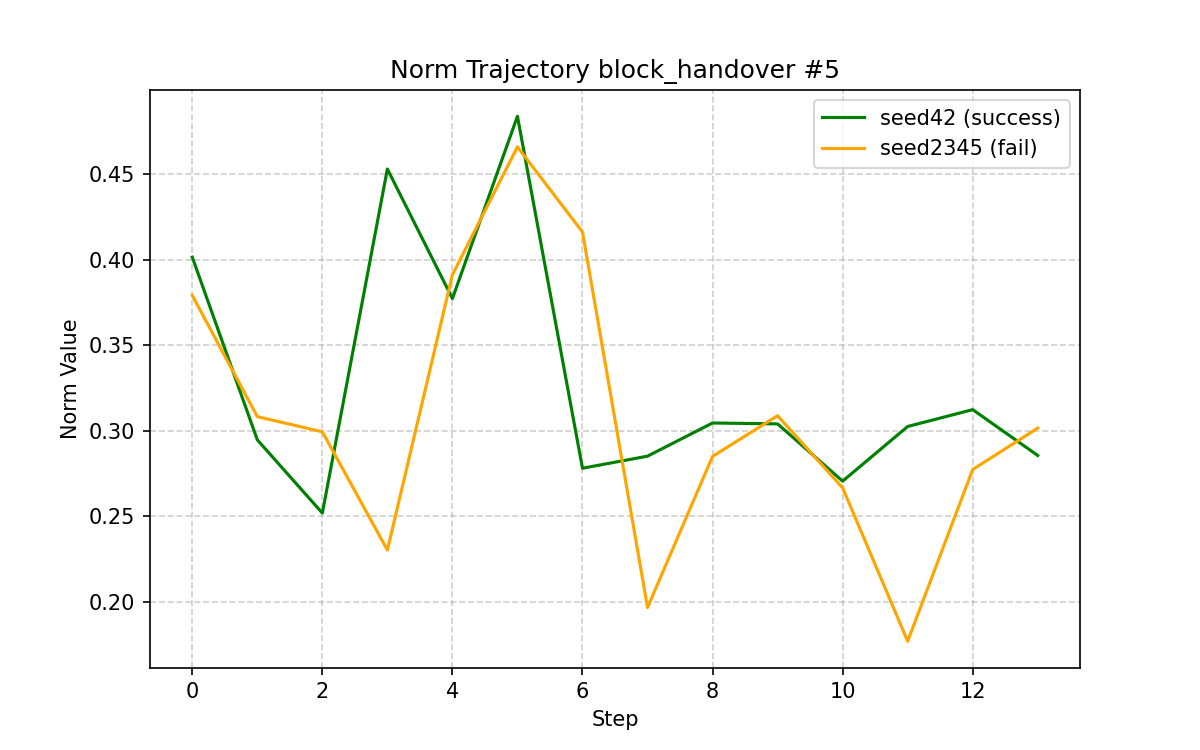 Norm Trajectory block_handover #5
seed42 (success)
seed2345 (fail)
Norm Value
0.45
0.40
0.35
0.30
0.25
0.20
0 2 4 6 8 10 12
Step